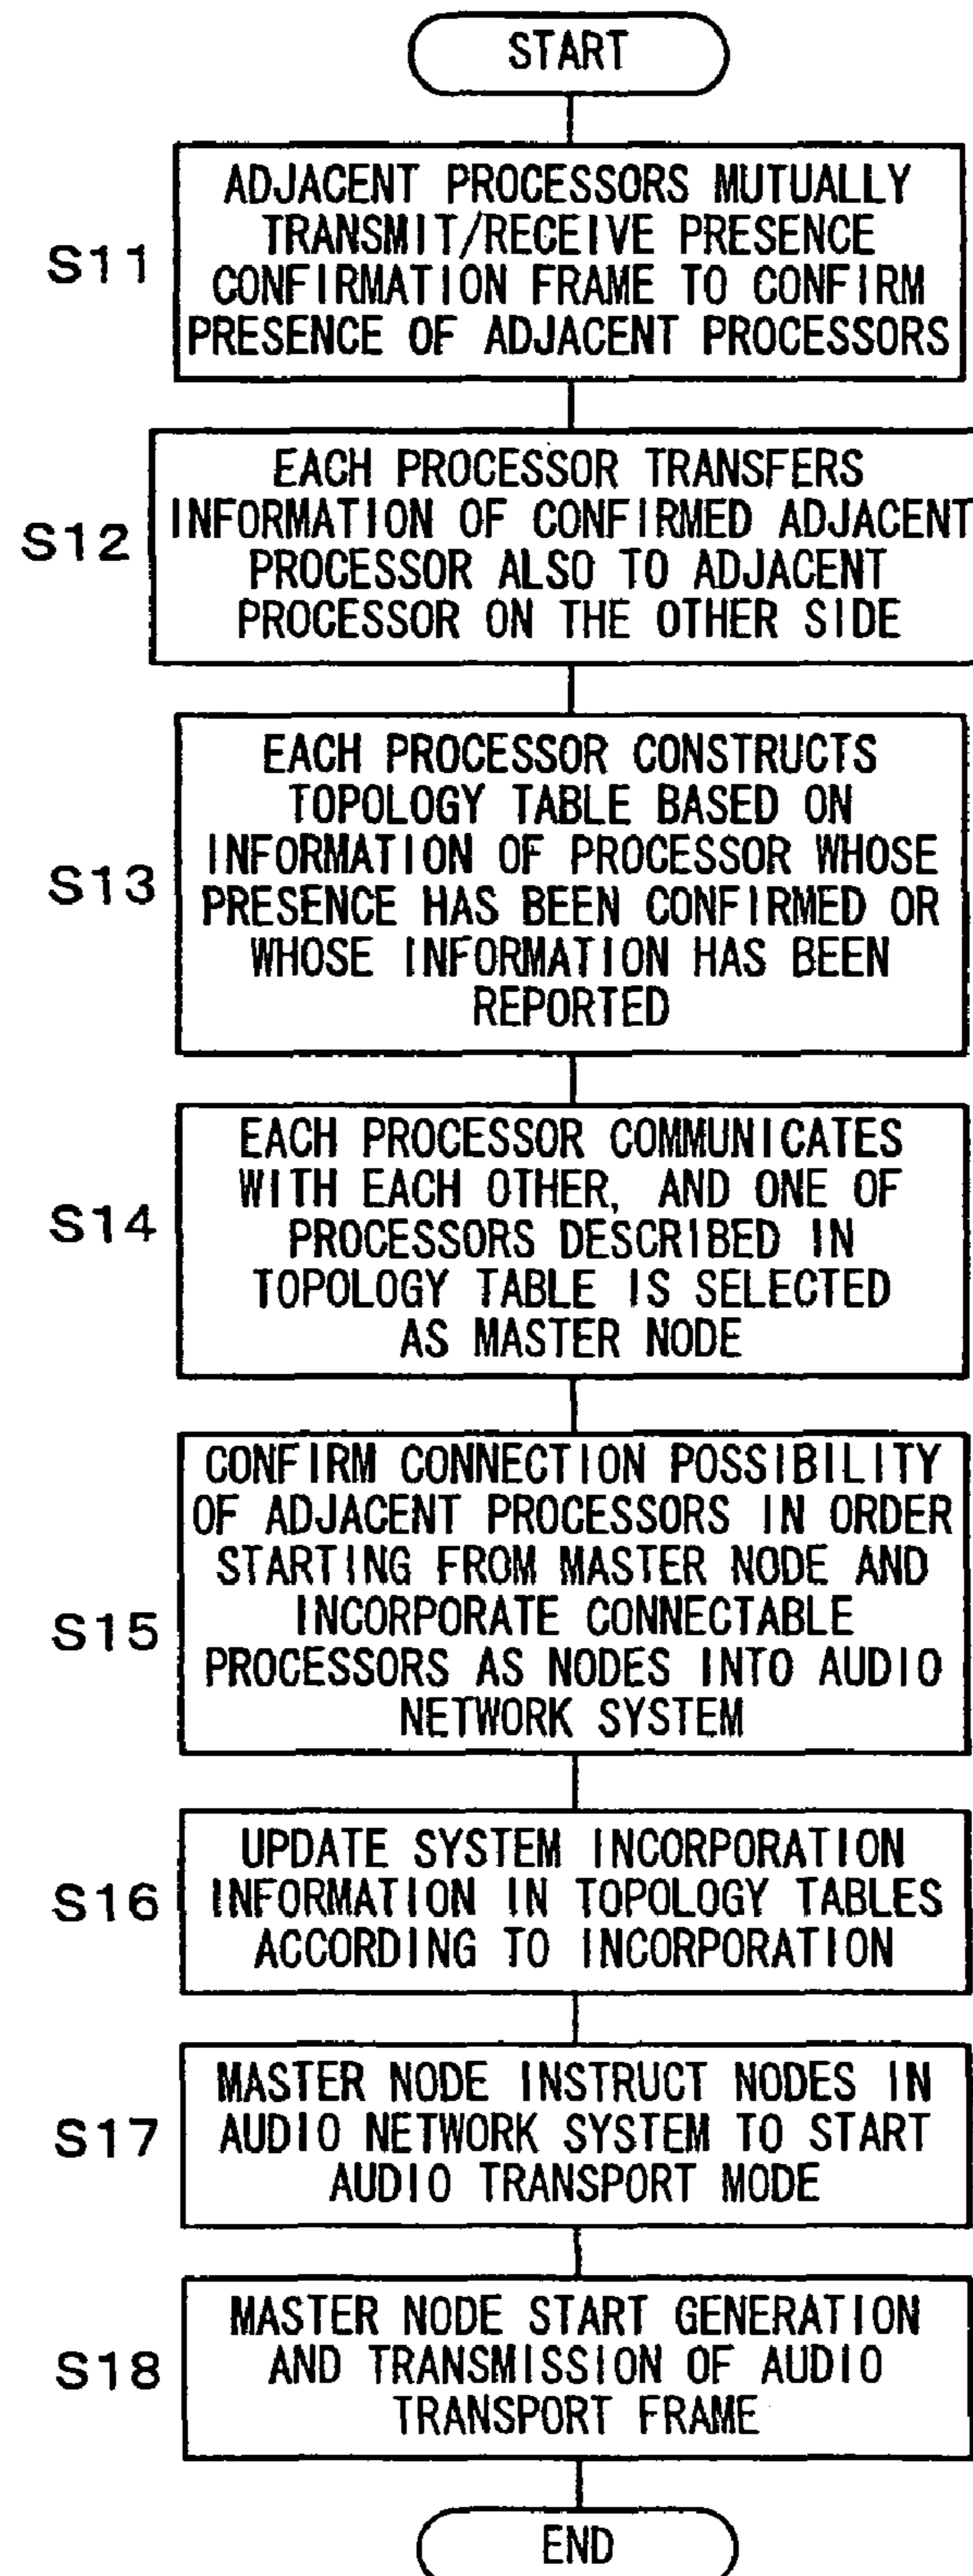 START
S11
ADJACENT PROCESSORS MUTUALLY
TRANSMIT/RECEIVE PRESENCE
CONFIRMATION FRAME TO CONFIRM
PRESENCE OF ADJACENT PROCESSORS
S12
EACH PROCESSOR TRANSFERS
INFORMATION OF CONFIRMED ADJACENT
PROCESSOR ALSO TO ADJACENT
PROCESSOR ON THE OTHER SIDE
S13
EACH PROCESSOR CONSTRUCTS
TOPOLOGY TABLE BASED ON
INFORMATION OF PROCESSOR WHOSE
PRESENCE HAS BEEN CONFIRMED OR
WHOSE INFORMATION HAS BEEN
REPORTED
S14
EACH PROCESSOR COMMUNICATES
WITH EACH OTHER, AND ONE OF
PROCESSORS DESCRIBED IN
TOPOLOGY TABLE IS SELECTED
AS MASTER NODE
S15
CONFIRM CONNECTION POSSIBILITY
OF ADJACENT PROCESSORS IN ORDER
STARTING FROM MASTER NODE AND
INCORPORATE CONNECTABLE
PROCESSORS AS NODES INTO AUDIO
NETWORK SYSTEM
S16
UPDATE SYSTEM INCORPORATION
INFORMATION IN TOPOLOGY TABLES
ACCORDING TO INCORPORATION
S17
MASTER NODE INSTRUCT NODES IN
AUDIO NETWORK SYSTEM TO START
AUDIO TRANSPORT MODE
S18
MASTER NODE START GENERATION
AND TRANSMISSION OF AUDIO
TRANSPORT FRAME
END